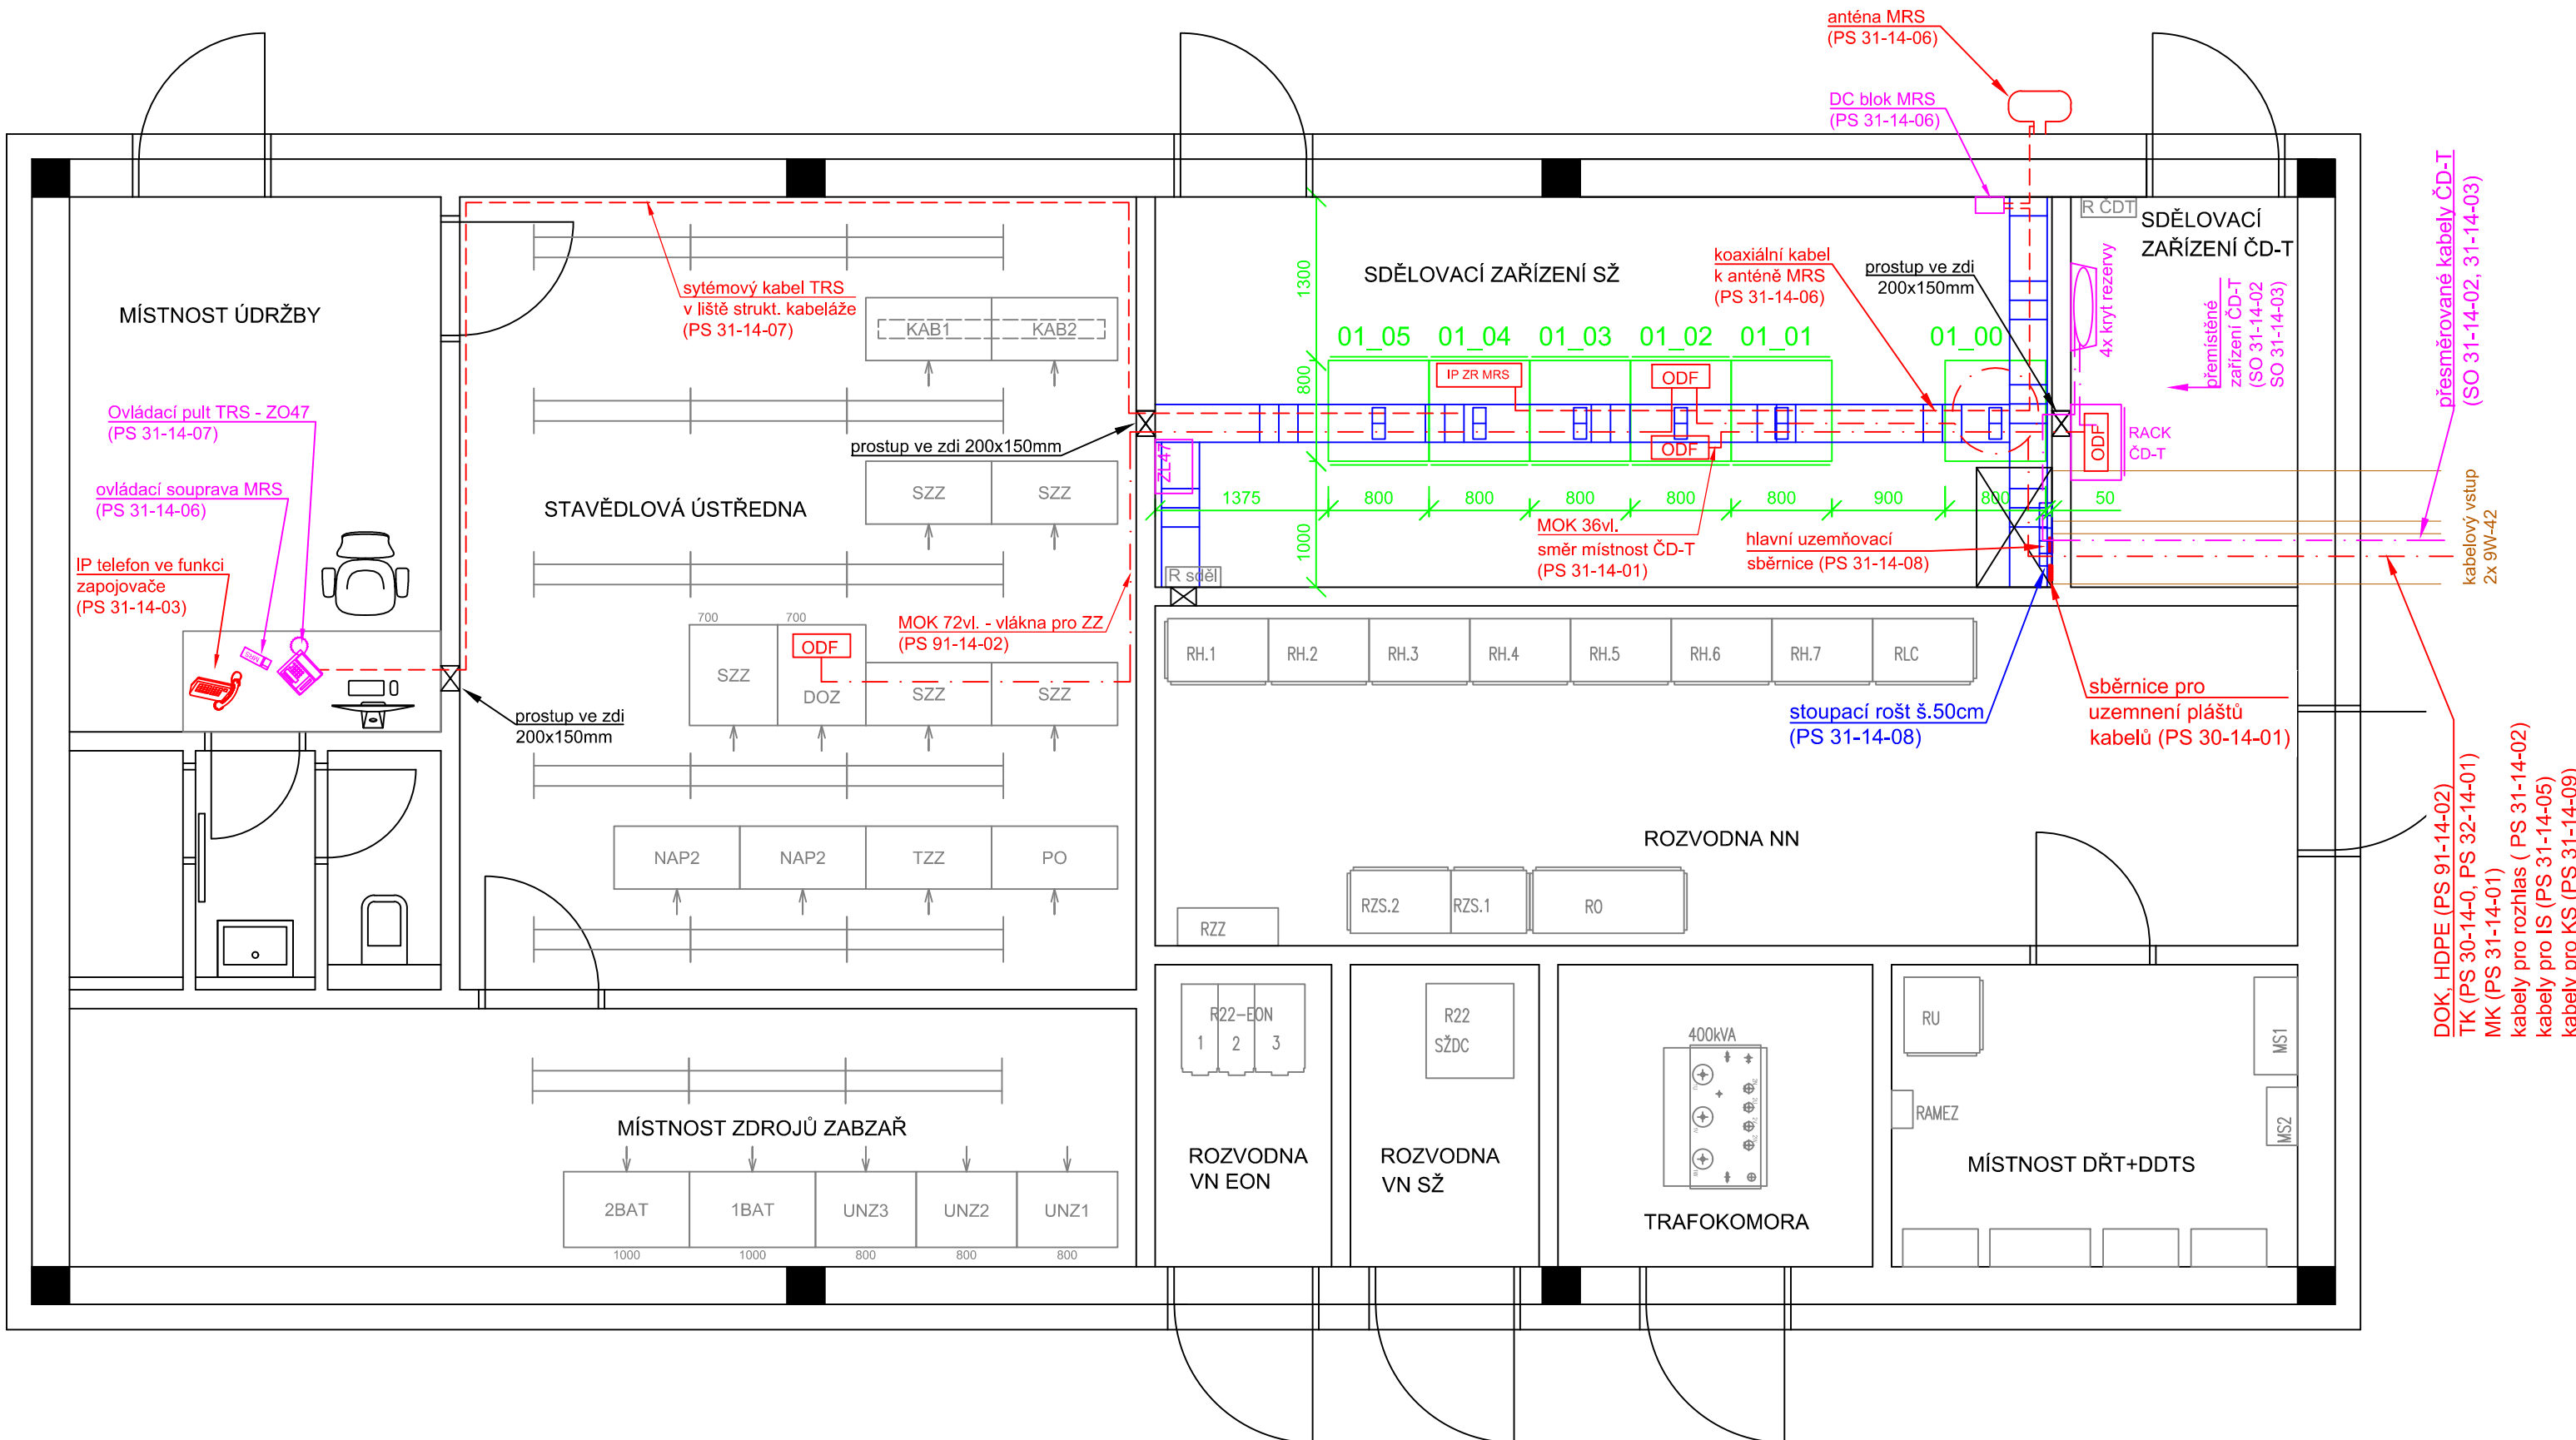 anténa MRS
(PS 31-14-06)
DC blok MRS
(PS 31-14-06)
R ČDT
SDĚLOVACÍ
ZAŘÍZENÍ ČD-T
přesměrované kabely ČD-T
(SO 31-14-02, 31-14-03)
MÍSTNOST ÚDRŽBY
sytémový kabel TRS
v liště strukt. kabeláže
(PS 31-14-07)
KAB1
KAB2
SDĚLOVACÍ ZAŘÍZENÍ SŽ
koaxiální kabel
k anténě MRS
(PS 31-14-06)
prostup ve zdi
200x150mm
4x kryt rezervy
přemístěné
zařízení ČD-T
(SO 31-14-02
SO 31-14-03)
1300
800
1000
01_05
01_04
01_03
01_02
01_01
01_00
IP ZR MRS
ODF
ODF
ODF
RACK
ČD-T
Ovládací pult TRS - ZO47
(PS 31-14-07)
prostup ve zdi 200x150mm
ZL47
ovládací souprava MRS
(PS 31-14-06)
STAVĚDLOVÁ ÚSTŘEDNA
SZZ
SZZ
1375
800
800
800
800
800
900
800
50
kabelový vstup
2x 9W-42
MOK 36vl.
směr místnost ČD-T
(PS 31-14-01)
hlavní uzemňovací
sběrnice (PS 31-14-08)
IP telefon ve funkci
zapojovače
(PS 31-14-03)
R sděl
MRS
700
700
ODF
SZZ
DOZ
SZZ
SZZ
MOK 72vl. - vlákna pro ZZ
(PS 91-14-02)
RH.1
RH.2
RH.3
RH.4
RH.5
RH.6
RH.7
RLC
prostup ve zdi
200x150mm
stoupací rošt š.50cm
(PS 31-14-08)
sběrnice pro
uzemnení pláštů
kabelů (PS 30-14-01)
DOK, HDPE (PS 91-14-02)
TK (PS 30-14-0, PS 32-14-01)
MK (PS 31-14-01)
kabely pro rozhlas ( PS 31-14-02)
kabely pro IS (PS 31-14-05)
kabely pro KS (PS 31-14-09)
ROZVODNA NN
NAP2
NAP2
TZZ
PO
RZZ
RZS.2
RZS.1
RO
R22-EON
1
2
3
R22
SŽDC
400kVA
RU
MS1
MS2
RAMEZ
MÍSTNOST ZDROJŮ ZABZAŘ
ROZVODNA
VN EON
ROZVODNA
VN SŽ
TRAFOKOMORA
MÍSTNOST DŘT+DDTS
2BAT
1BAT
UNZ3
UNZ2
UNZ1
1000
1000
800
800
800